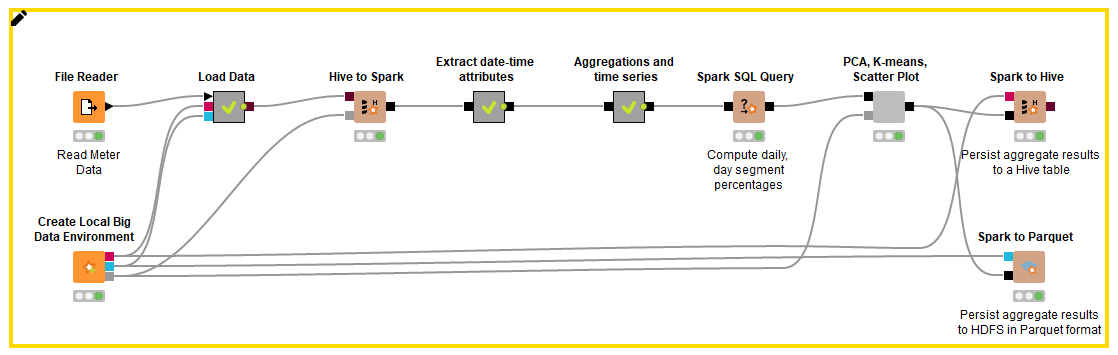 File Reader
Read Meter
Data
Load Data
Hive to Spark
H
Extract date-time
attributes
Aggregations and
time series
Spark SQL Query
?
Compute daily,
day segment
percentages
PCA, K-means,
Scatter Plot
Spark to Hive
H
Persist aggregate results
to a Hive table
Create Local Big
Data Environment
Spark to Parquet
Persist aggregate results
to HDFS in Parquet format